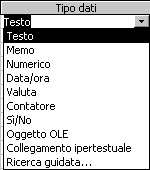 Tipo dati
Testo
Testo
Memo
Numerico
Data/ora
Valuta
Contatore
Sì/No
Oggetto OLE
Collegamento ipertestuale
Ricerca guidata...